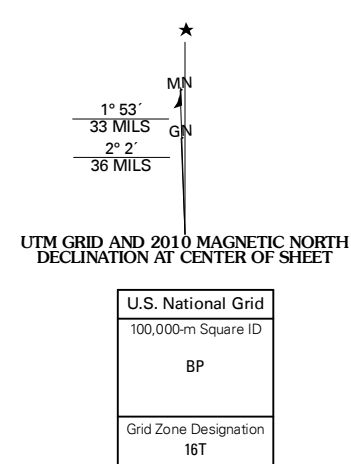 ★
MN
1° 53´
33 MILS
GN
2° 2´
36 MILS
UTM GRID AND 2010 MAGNETIC NORTH
DECLINATION AT CENTER OF SHEET
U.S. National Grid
100,000-m Square ID
BP
Grid Zone Designation
16T